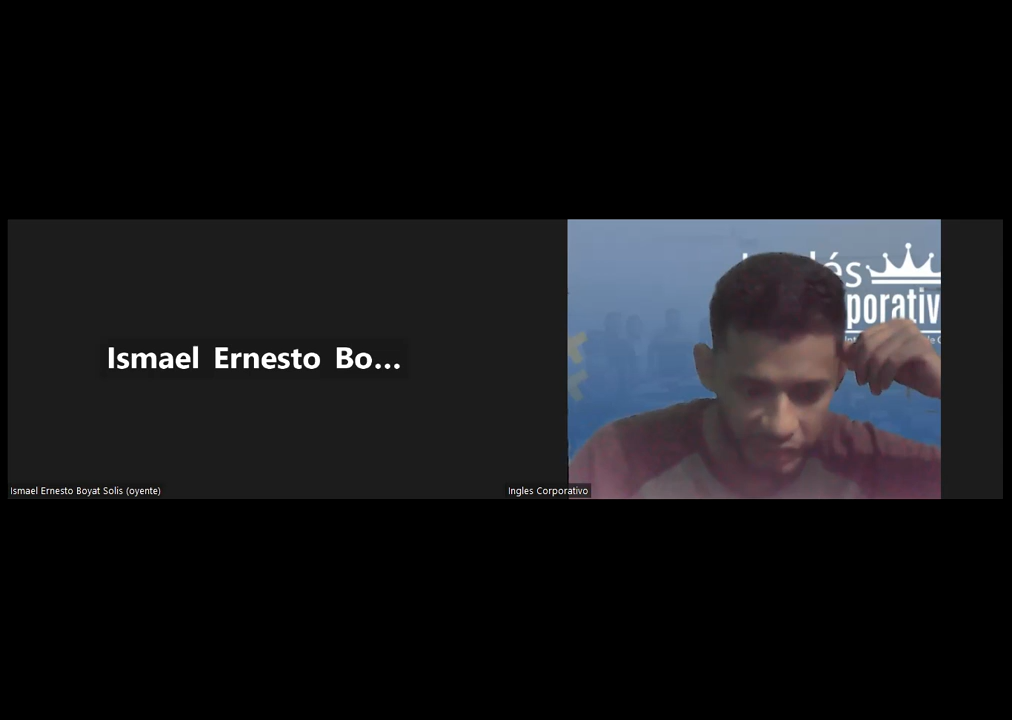 Ismael Ernesto Bo...
Ismael Ernesto Boyat Solis (oyente)
Ingles Corporativo